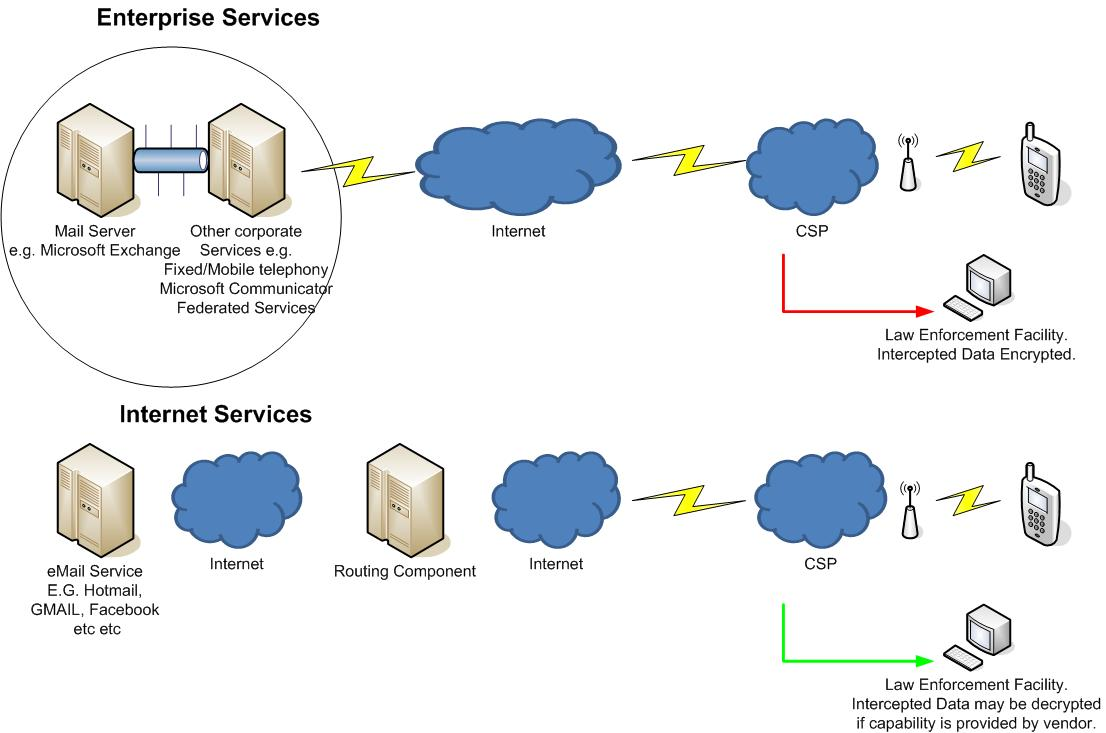 Enterprise Services
Mail Server
e.g. Microsoft Exchange
Other corporate
Services e.g.
Fixed/Mobile telephony
Microsoft Communicator
Federated Services
Internet
CSP
Law Enforcement Facility.
Intercepted Data Encrypted.
Internet Services
eMail Service
E.G. Hotmail,
GMAIL, Facebook
etc etc
Internet
Routing Component
Internet
CSP
Law Enforcement Facility.
Intercepted Data may be decrypted
if capability is provided by vendor.